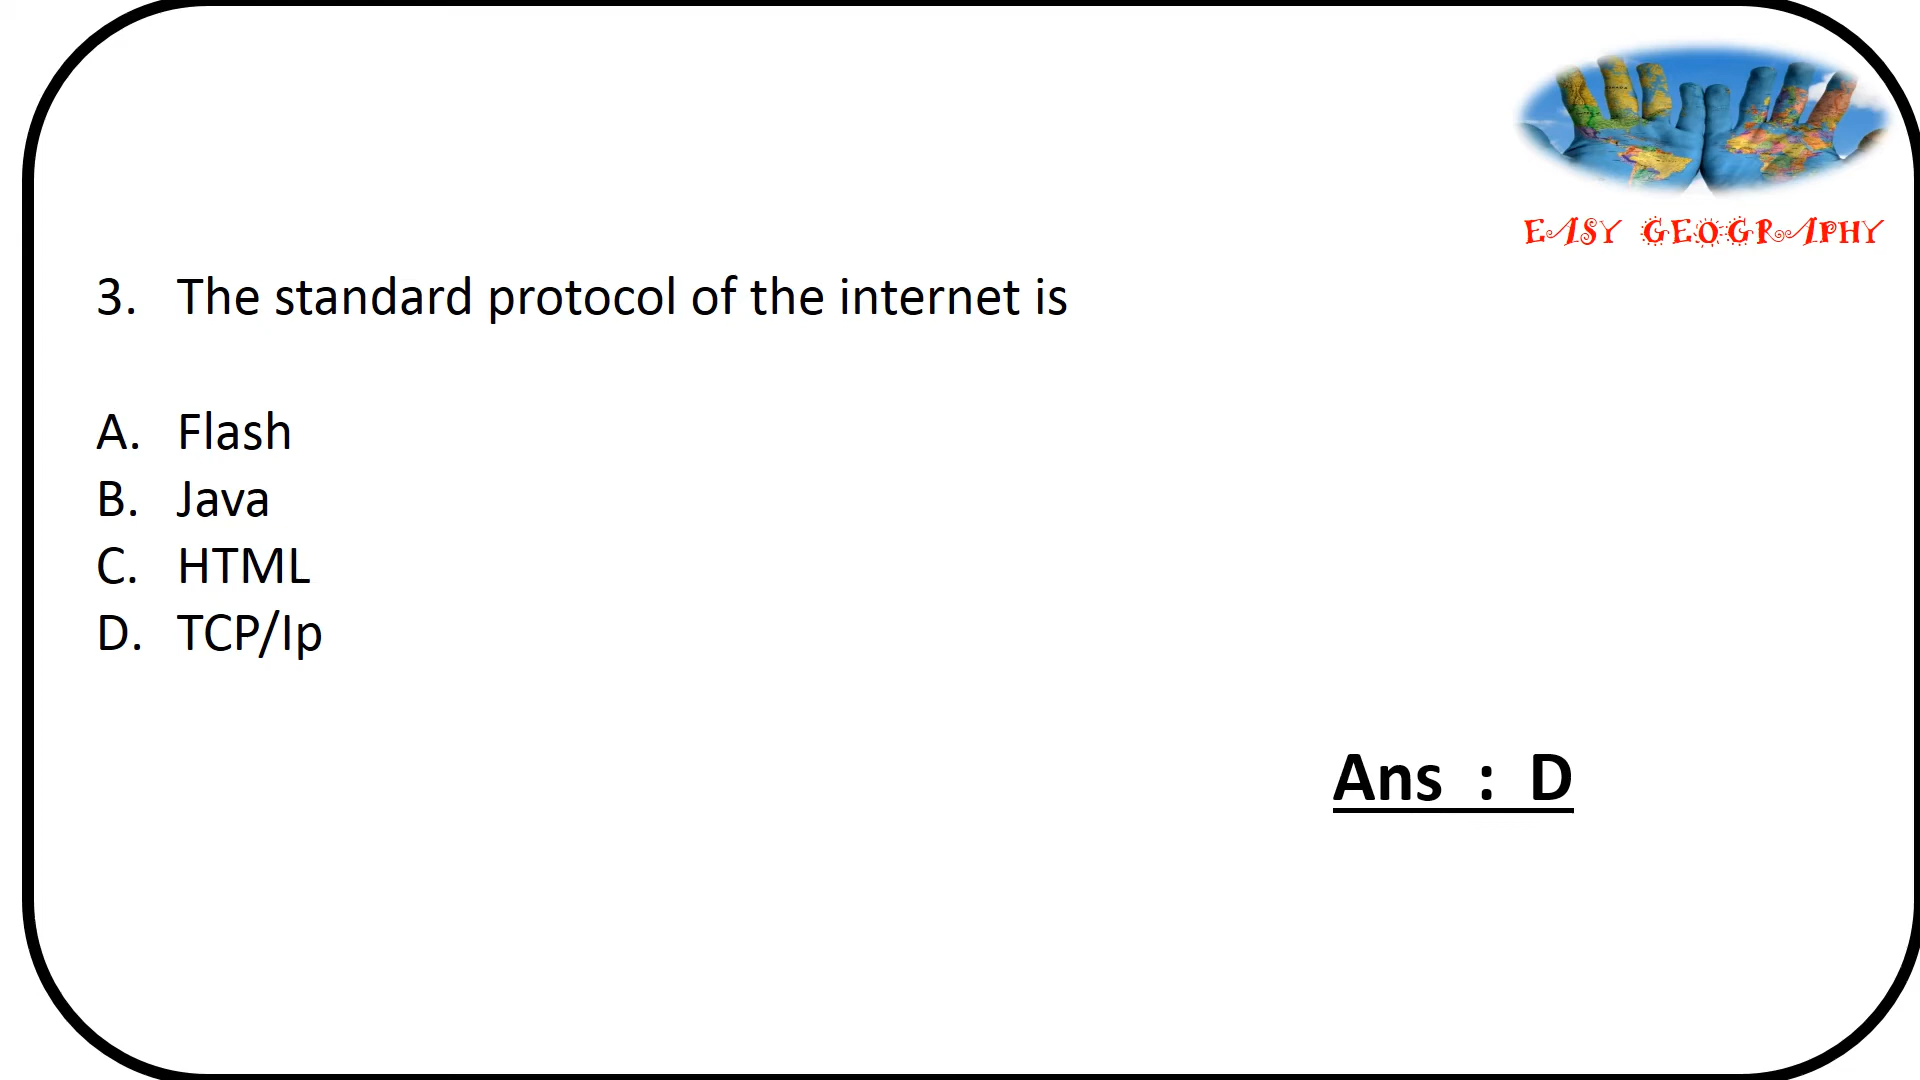 EASY GEOGRAPHY
3. The standard protocol of the internet is
A. Flash
B. Java
C. HTML
D. TCP/Ip
Ans : D